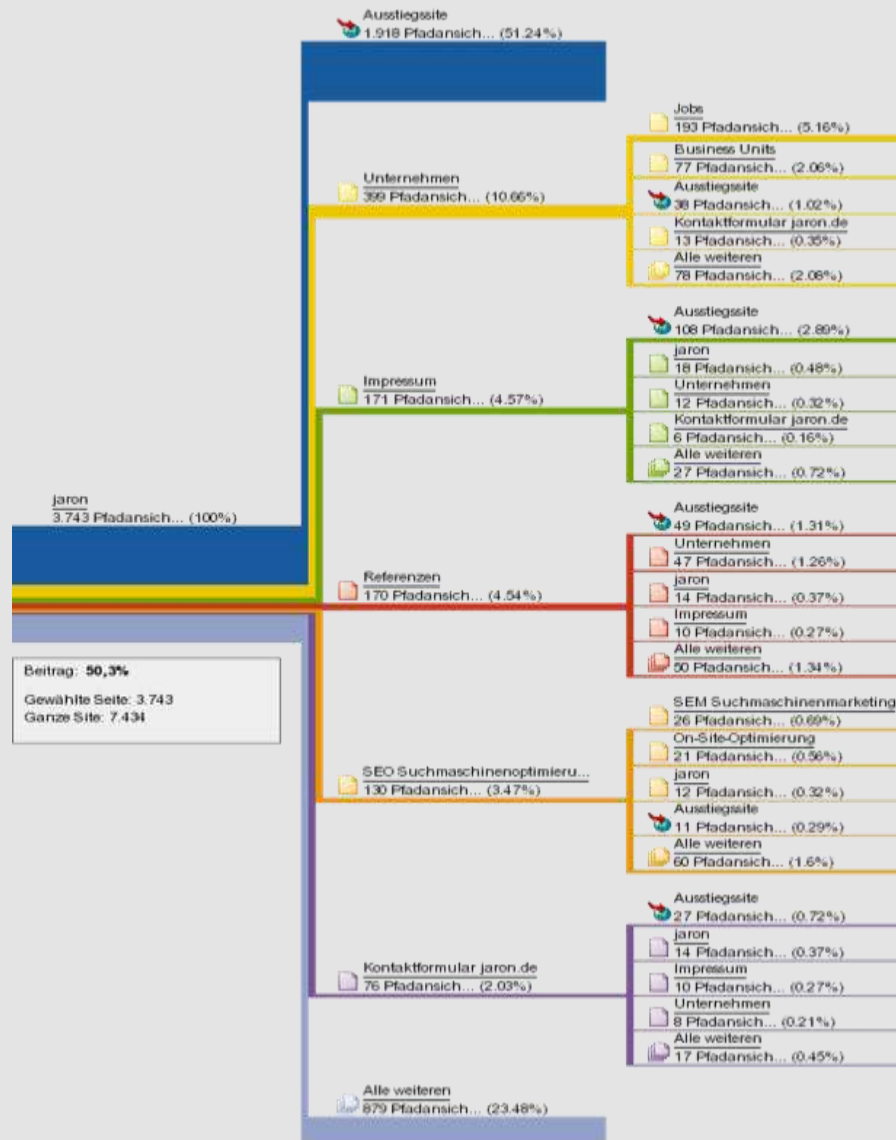 Ausstiegssite
1.918 Pfadansich... (51.24%)
Jobs
193 Pfadansich... (5.16%)
Business Units
77 Pfadansich... (2.06%)
Unternehmen
399 Pfadansich... (10.66%)
Ausstiegssite
38 Pfadansich... (1.02%)
Kontaktformular jaron.de
13 Pfadansich... (0.35%)
Alle weiteren
78 Pfadansich... (2.08%)
Ausstiegssite
108 Pfadansich... (2.89%)
jaron
18 Pfadansich... (0.48%)
Impressum
171 Pfadansich... (4.57%)
Unternehmen
12 Pfadansich... (0.32%)
Kontaktformular jaron.de
6 Pfadansich... (0.16%)
Alle weiteren
27 Pfadansich... (0.72%)
jaron
3.743 Pfadansich... (100%)
Ausstiegssite
49 Pfadansich... (1.31%)
Unternehmen
47 Pfadansich... (1.26%)
Referenzen
170 Pfadansich... (4.54%)
jaron
14 Pfadansich... (0.37%)
Impressum
10 Pfadansich... (0.27%)
Alle weiteren
50 Pfadansich... (1.34%)
Beitrag: 50,3%
Gewählte Seite: 3.743
Ganze Site: 7.434
SEM Suchmaschinenmarketing
26 Pfadansich... (0.69%)
On-Site-Optimierung
21 Pfadansich... (0.56%)
SEO Suchmaschinenoptimieru...
130 Pfadansich... (3.47%)
jaron
12 Pfadansich... (0.32%)
Ausstiegssite
11 Pfadansich... (0.29%)
Alle weiteren
60 Pfadansich... (1.6%)
Ausstiegssite
27 Pfadansich... (0.72%)
jaron
14 Pfadansich... (0.37%)
Kontaktformular jaron.de
76 Pfadansich... (2.03%)
Impressum
10 Pfadansich... (0.27%)
Unternehmen
8 Pfadansich... (0.21%)
Alle weiteren
17 Pfadansich... (0.45%)
Alle weiteren
879 Pfadansich... (23.48%)